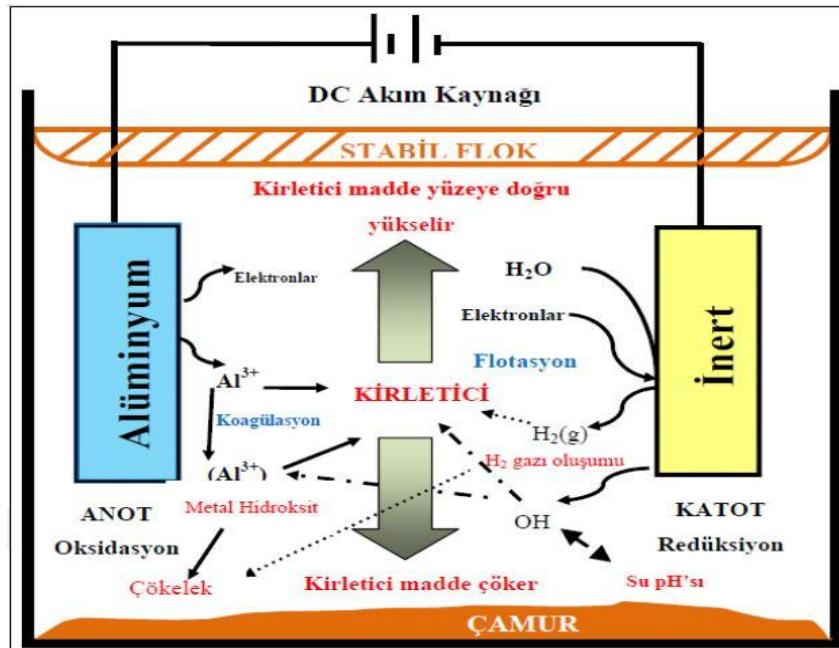 DC Akım Kaynağı
STABİL FLOK
Kirletici madde yüzeye doğru
yükselir
Alüminyum
Elektronlar
H₂O
Elektronlar
İnert
Flotasyon
Al³⁺
KİRLETİCİ
Koagülasyon
H₂(g)
H₂ gazı oluşumu
(Al³⁺)
Metal Hidroksit
ANOT
Oksidasyon
OH
KATOT
Redüksiyon
Çökelek
Kirletici madde çöker
Su pH'sı
ÇAMUR